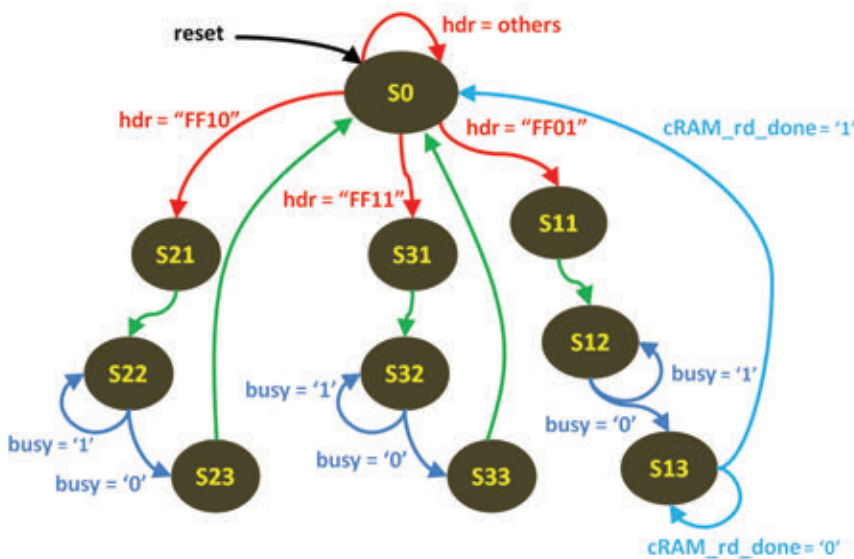 reset
hdr = others
S0
hdr = “FF10”
hdr = “FF01”
cRAM_rd_done = ‘1’
hdr = “FF11”
S21
S31
S11
S22
S32
S12
busy = ‘1’
busy = ‘1’
busy = ‘1’
busy = ‘0’
busy = ‘0’
busy = ‘0’
S23
S33
S13
cRAM_rd_done = ‘0’